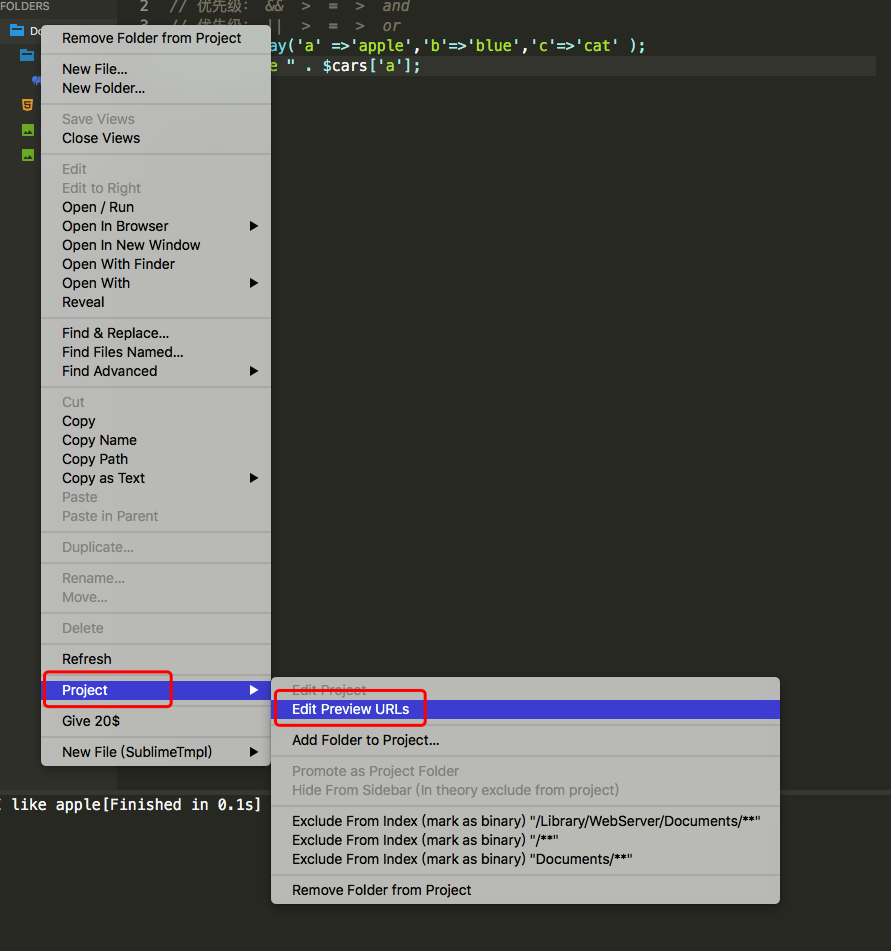 FOLDERS
2 // 优先级: && > = > and
3 // 优先级: || > = > or
ay('a' =>'apple','b'=>'blue','c'=>'cat' );
e " . $cars['a'];
Do
Remove Folder from Project
New File...
New Folder...
Save Views
Close Views
Edit
Edit to Right
Open / Run
Open In Browser
Open In New Window
Open With Finder
Open With
Reveal
Find & Replace...
Find Files Named...
Find Advanced
Cut
Copy
Copy Name
Copy Path
Copy as Text
Paste
Paste in Parent
Duplicate...
Rename...
Move...
Delete
Refresh
Project
Give 20$
New File (SublimeTmpl)
Edit Project
Edit Preview URLs
Add Folder to Project...
Promote as Project Folder
Hide From Sidebar (In theory exclude from project)
Exclude From Index (mark as binary) "/Library/WebServer/Documents/**"
Exclude From Index (mark as binary) "/**"
Exclude From Index (mark as binary) "Documents/**"
Remove Folder from Project
I like apple[Finished in 0.1s]